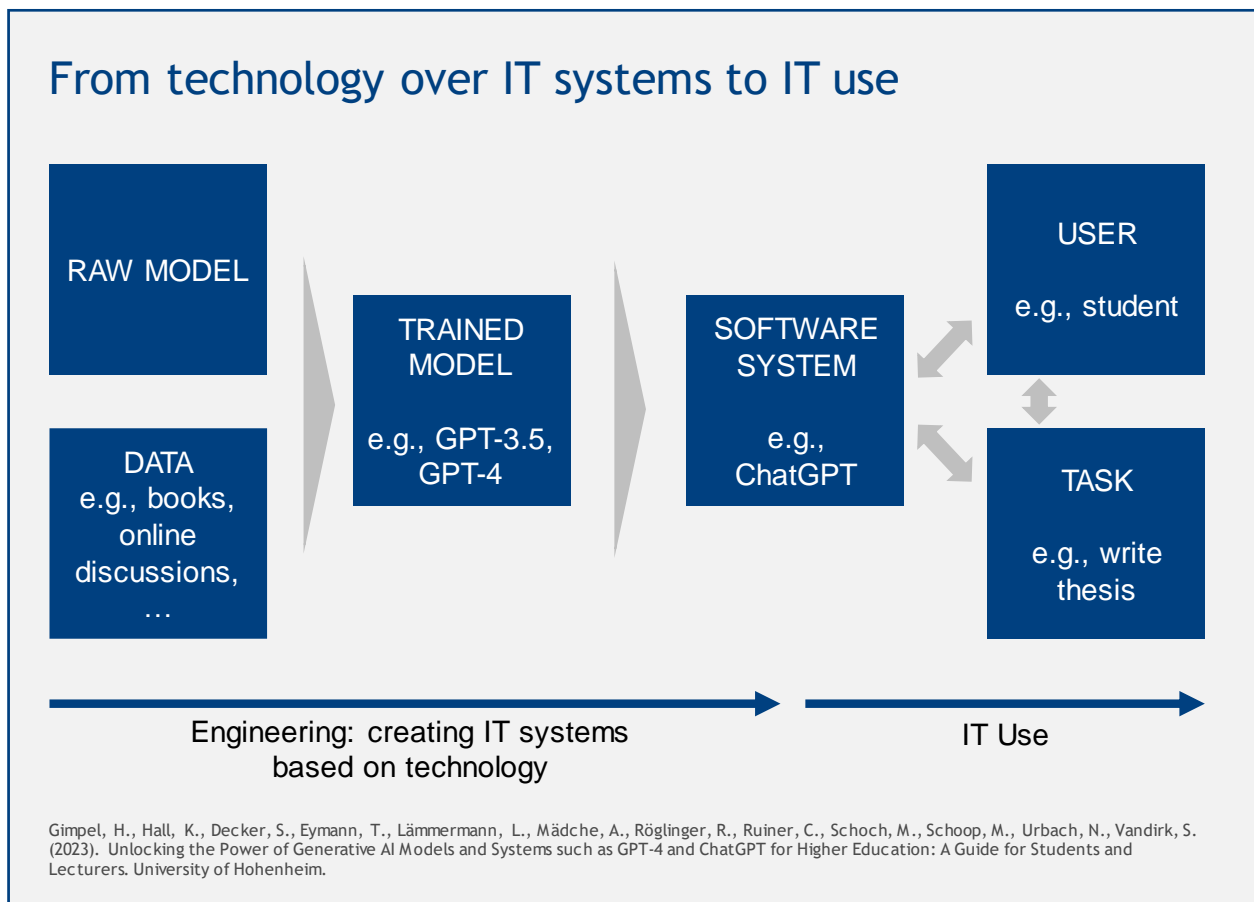 From technology over IT systems to IT use
RAW MODEL
DATA
e.g., books,
online
discussions,
…
TRAINED
MODEL
e.g., GPT-3.5,
GPT-4
SOFTWARE
SYSTEM
e.g.,
ChatGPT
USER
e.g., student
TASK
e.g., write
thesis
Engineering: creating IT systems
based on technology
IT Use
Gimpel, H., Hall, K., Decker, S., Eymann, T., Lämmermann, L., Mädche, A., Röglinger, R., Ruiner, C., Schoch, M., Schoop, M., Urbach, N., Vandirk, S.
(2023). Unlocking the Power of Generative AI Models and Systems such as GPT-4 and ChatGPT for Higher Education: A Guide for Students and
Lecturers. University of Hohenheim.